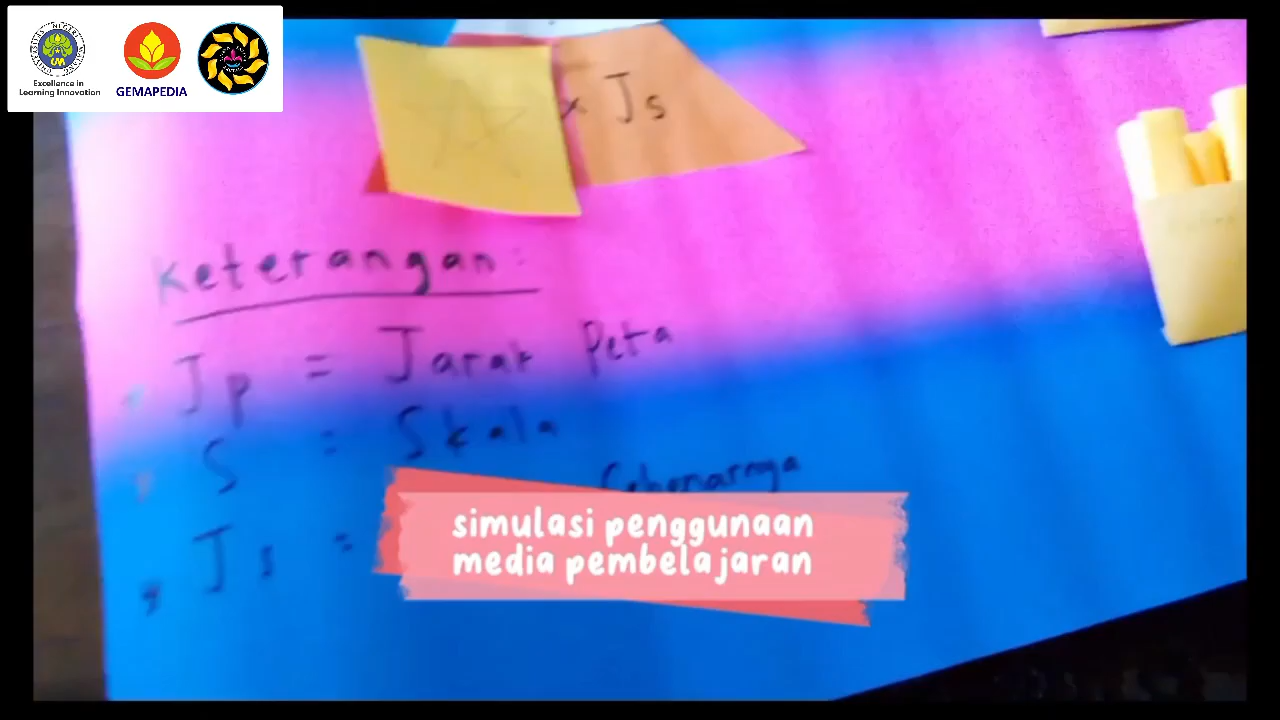 Excellence in
Learning Innovation
GEMAPEDIA
x Js
Keterangan:
Jp = Jarak Peta
S = Skala
Js = Sebenarnya
simulasi penggunaan
media pembelajaran